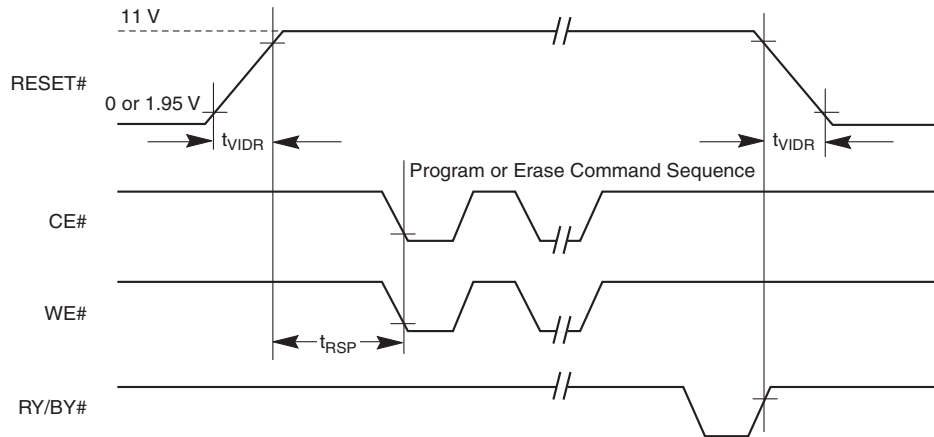 11 V
RESET#
0 or 1.95 V
tVIDR
tVIDR
Program or Erase Command Sequence
CE#
WE#
tRSP
RY/BY#